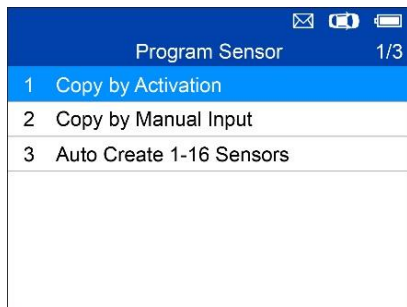 Program Sensor 1/3
1 Copy by Activation
2 Copy by Manual Input
3 Auto Create 1-16 Sensors